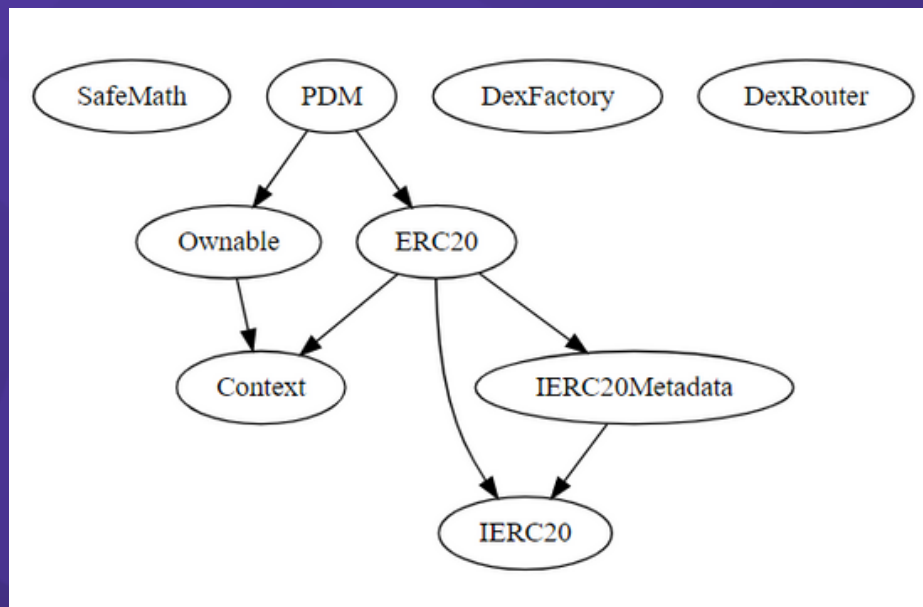 SafeMath
PDM
DexFactory
DexRouter
Ownable
ERC20
Context
IERC20Metadata
IERC20